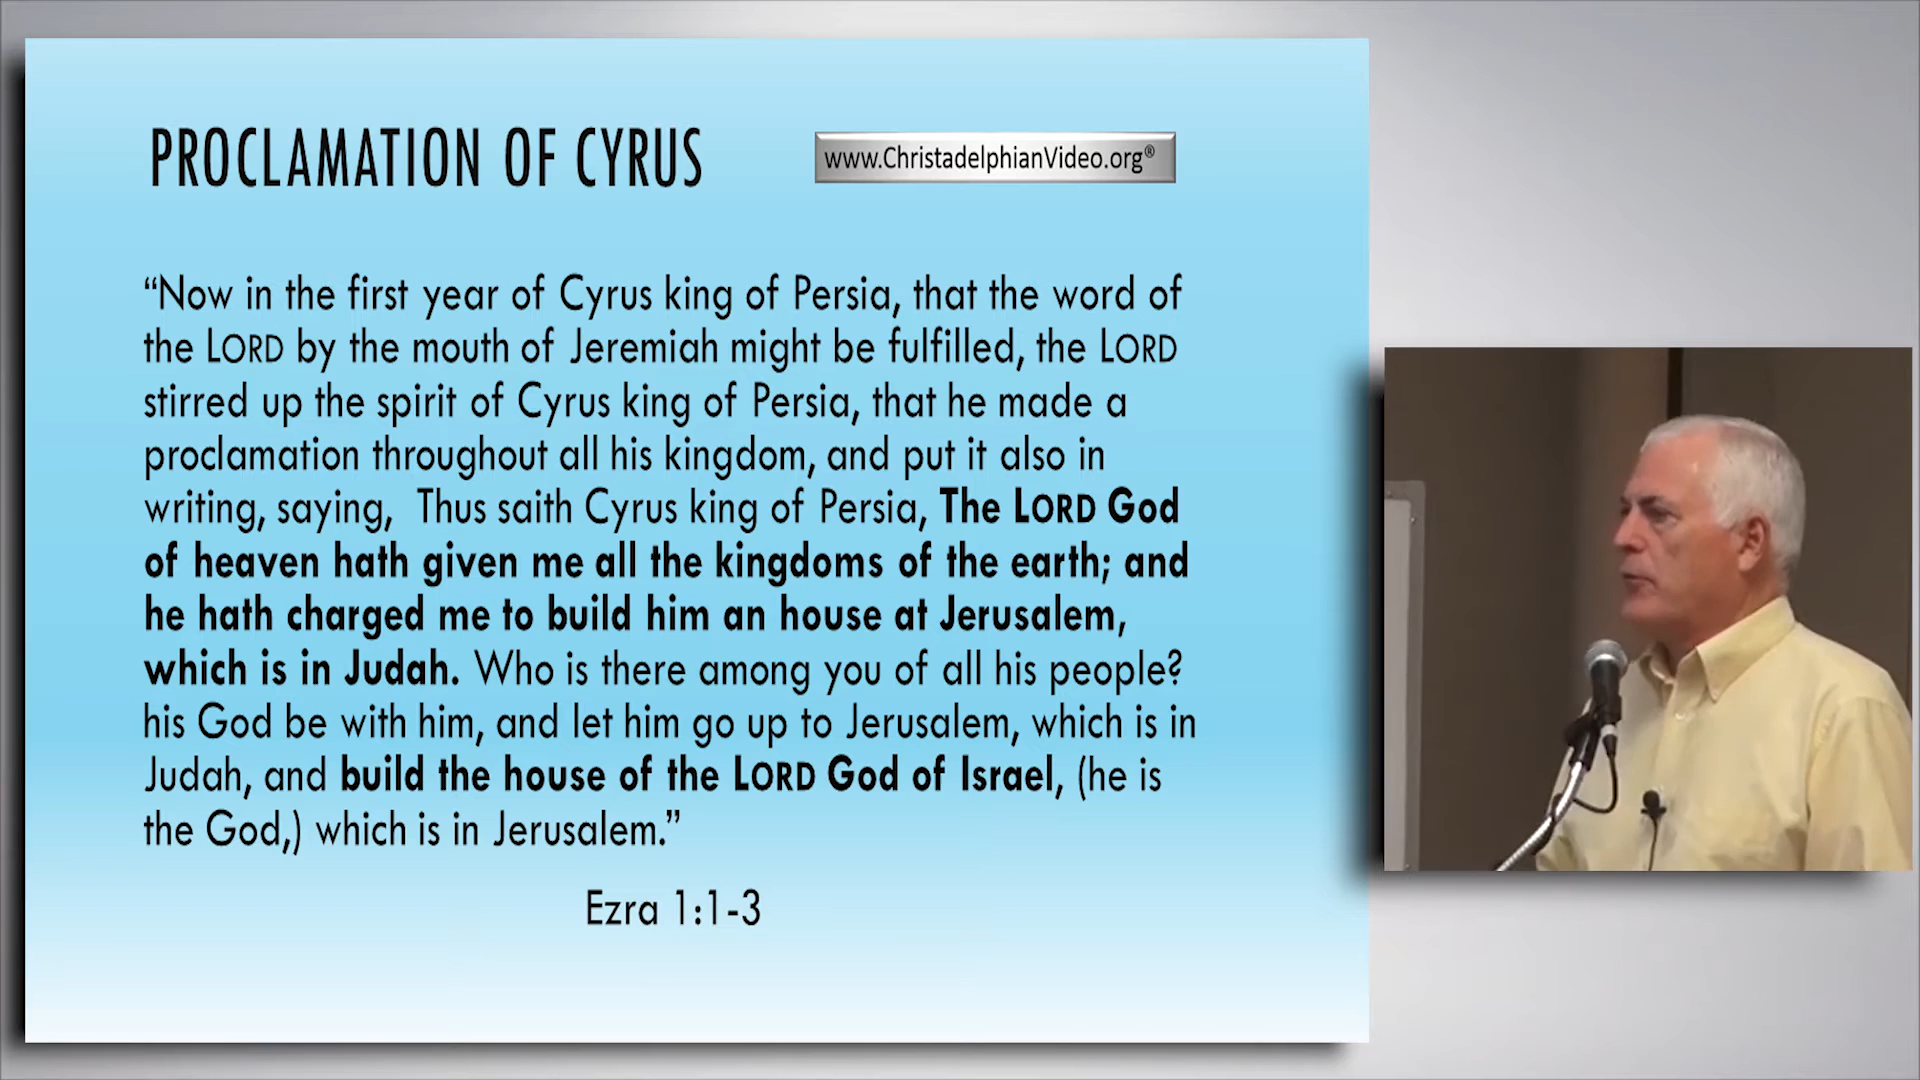 PROCLAMATION OF CYRUS
www.ChristadelphianVideo.org®
“Now in the first year of Cyrus king of Persia, that the word of
the LORD by the mouth of Jeremiah might be fulfilled, the LORD
stirred up the spirit of Cyrus king of Persia, that he made a
proclamation throughout all his kingdom, and put it also in
writing, saying, Thus saith Cyrus king of Persia, The LORD God
of heaven hath given me all the kingdoms of the earth; and
he hath charged me to build him an house at Jerusalem,
which is in Judah. Who is there among you of all his people?
his God be with him, and let him go up to Jerusalem, which is in
Judah, and build the house of the LORD God of Israel, (he is
the God,) which is in Jerusalem.”
Ezra 1:1-3